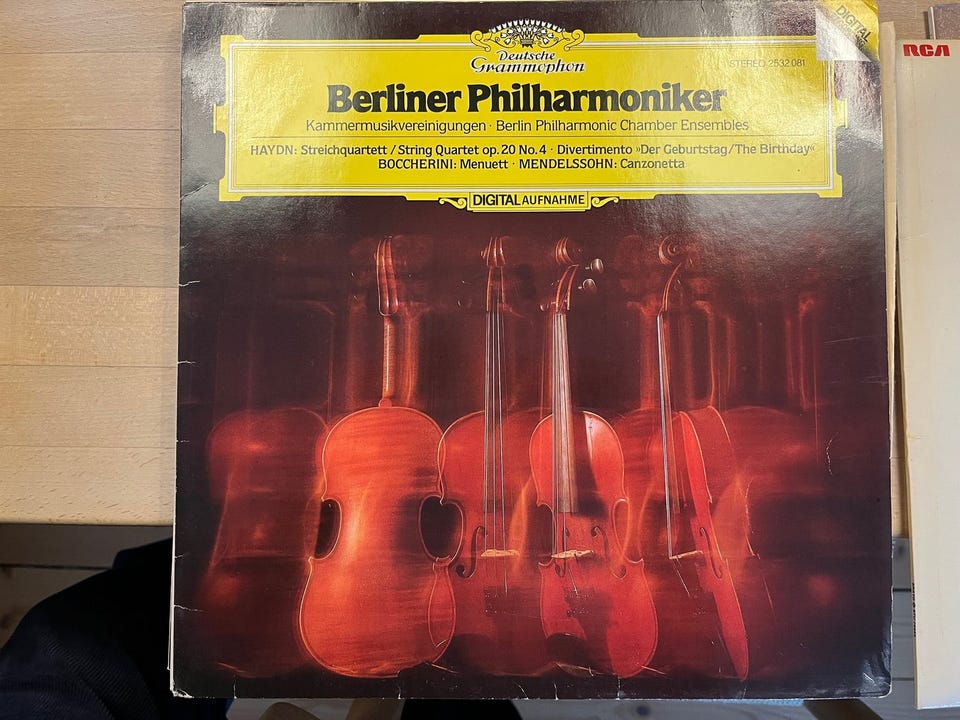 Deutsche
Grammophon
DIGITAL
STEREO 2532 081
Berliner Philharmoniker
Kammermusikvereinigungen · Berlin Philharmonic Chamber Ensembles
HAYDN: Streichquartett / String Quartet op. 20 No. 4 · Divertimento »Der Geburtstag/The Birthday«
BOCCHERINI: Menuett · MENDELSSOHN: Canzonetta
DIGITAL AUFNAHME
RCA